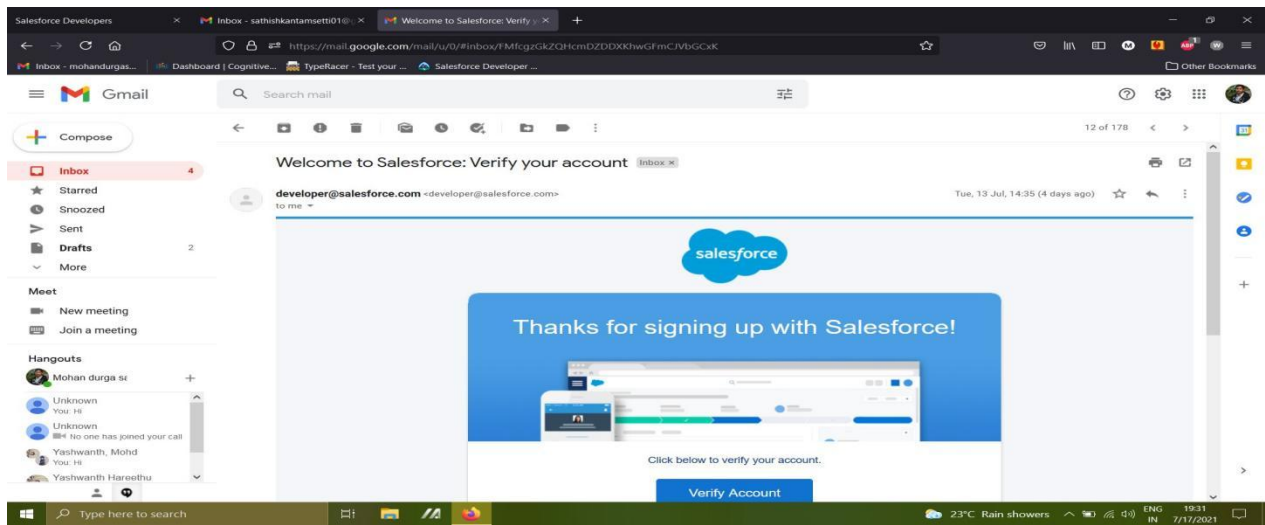 Salesforce Developers
Inbox - sathishkantamsetti01@
Welcome to Salesforce: Verify y
https://mail.google.com/mail/u/0/#inbox/FMfcgzGkZQHcmDZDDXKhwGFmCJVbGCxK
Inbox - mohandurgas...
Dashboard | Cognitive...
TypeRacer - Test your ...
Salesforce Developer ...
Other Bookmarks
Gmail
Search mail
Compose
12 of 178
Welcome to Salesforce: Verify your account Inbox ×
Inbox 4
Starred
Snoozed
Sent
Drafts 2
More
developer@salesforce.com <developer@salesforce.com>
to me
Tue, 13 Jul, 14:35 (4 days ago)
salesforce
Thanks for signing up with Salesforce!
Click below to verify your account.
Verify Account
Meet
New meeting
Join a meeting
Hangouts
Mohan durga sa
Unknown
You: Hi
Unknown
No one has joined your call
Yashwanth, Mohd
You: Hi
Yashwanth Hareethu
Type here to search
23°C Rain showers
ENG
IN
19:31
7/17/2021